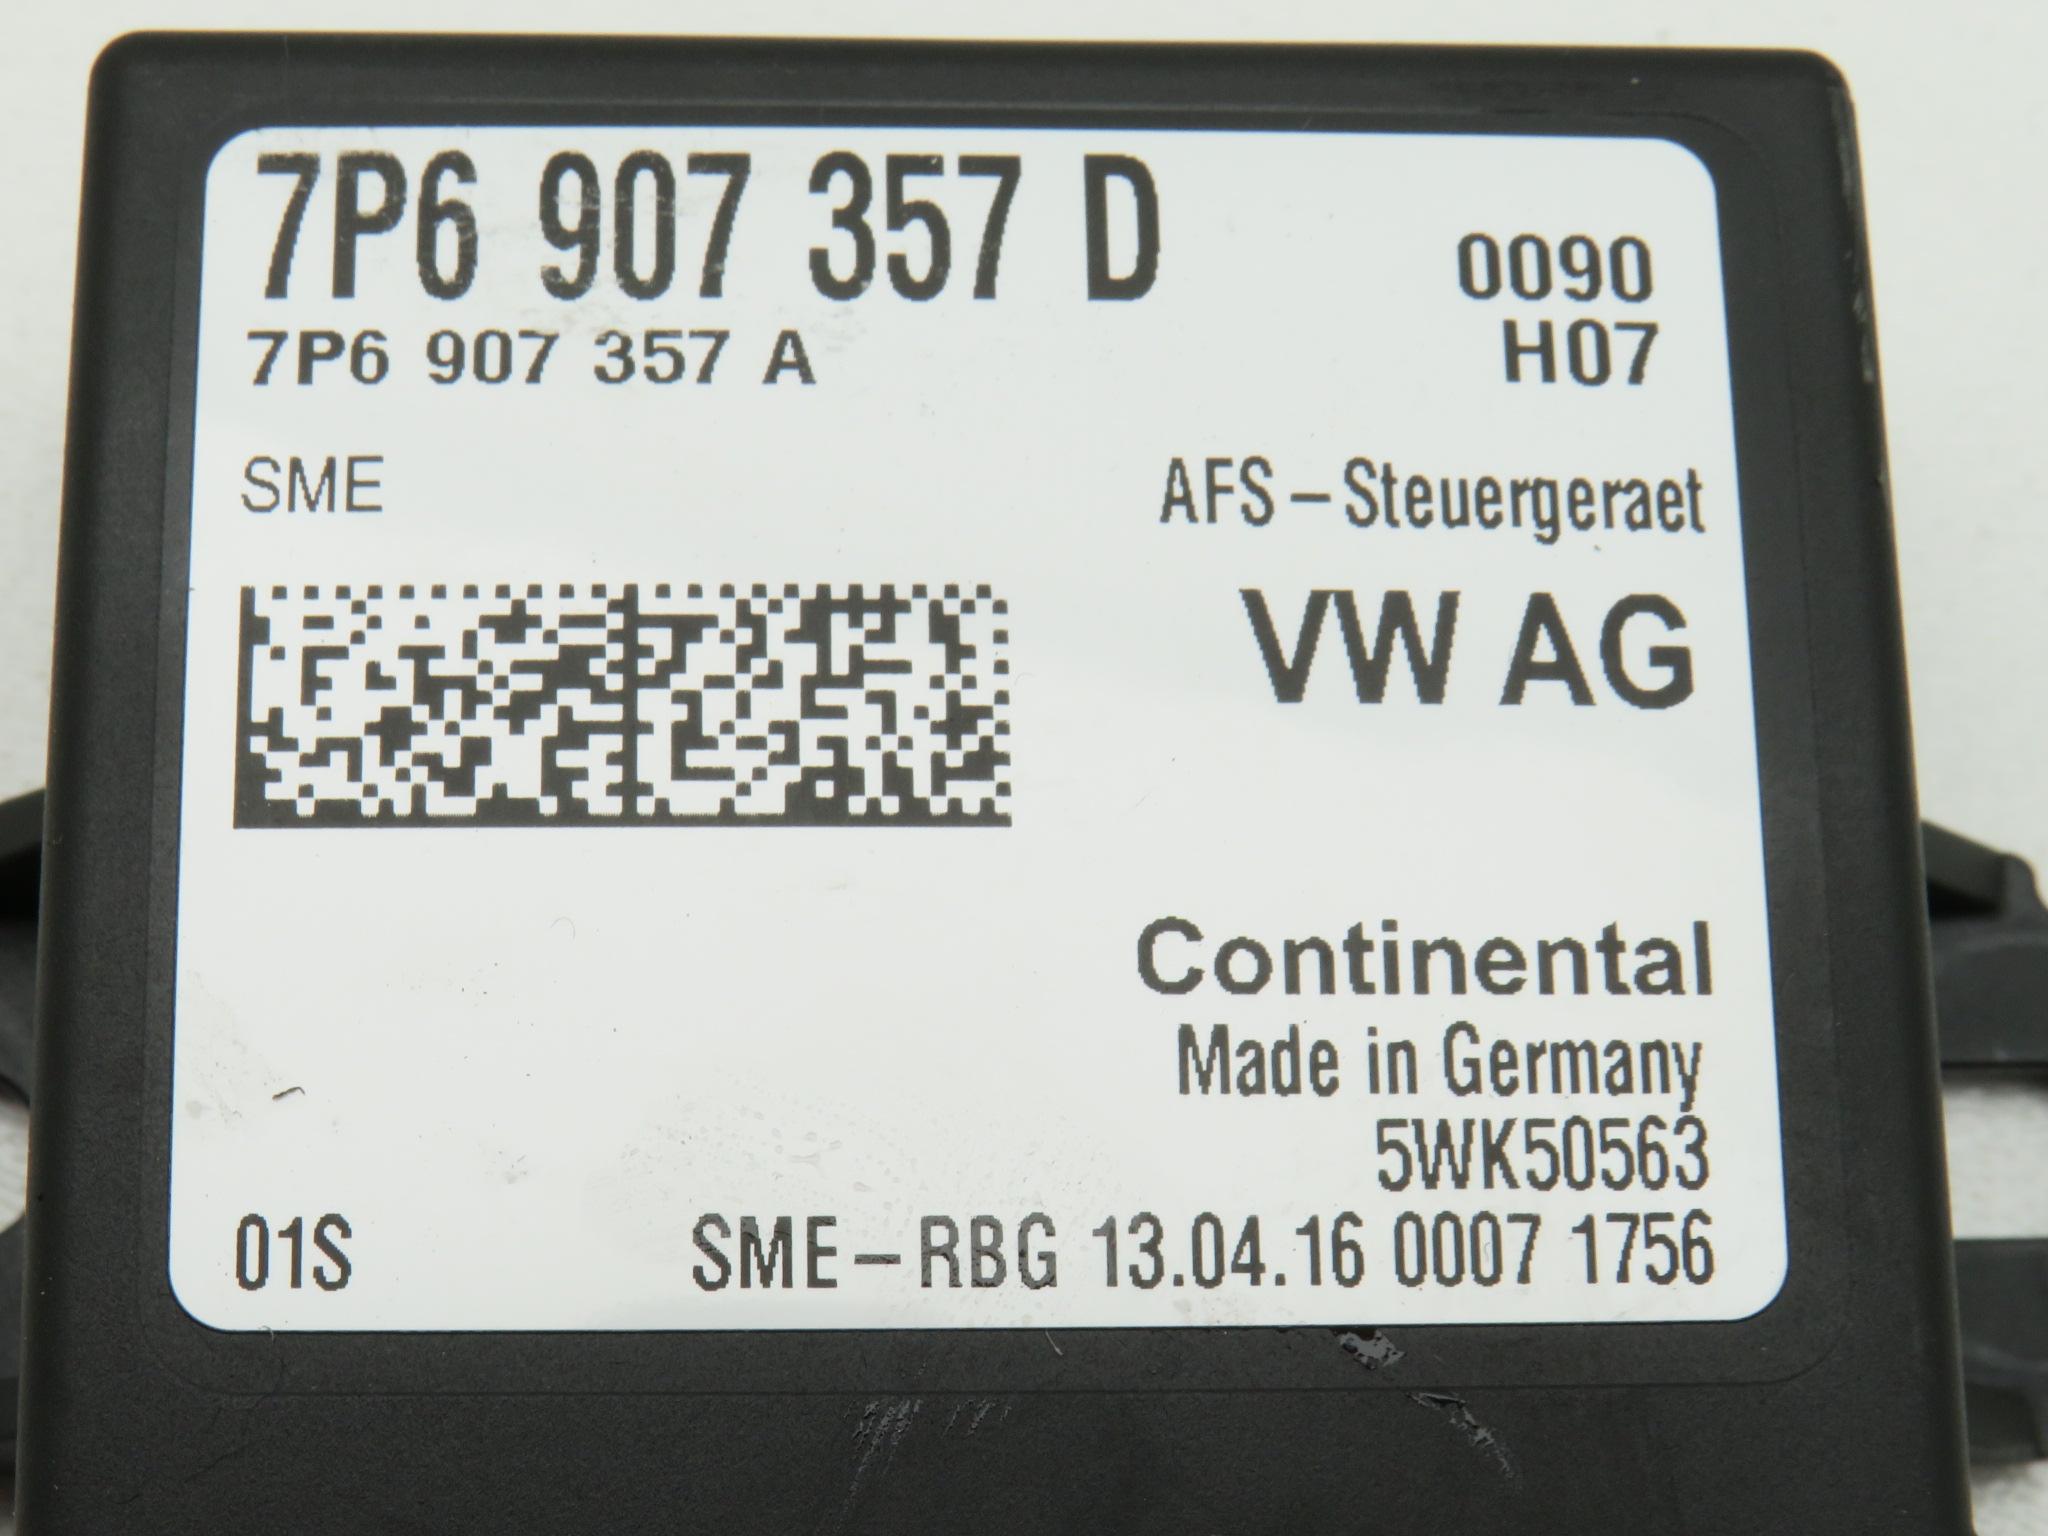 7P6 907 357 D
0090
7P6 907 357 A
H07
SME
AFS-Steuergeraet
VW AG
Continental
Made in Germany
5WK50563
01S
SME-RBG 13.04.16 0007 1756